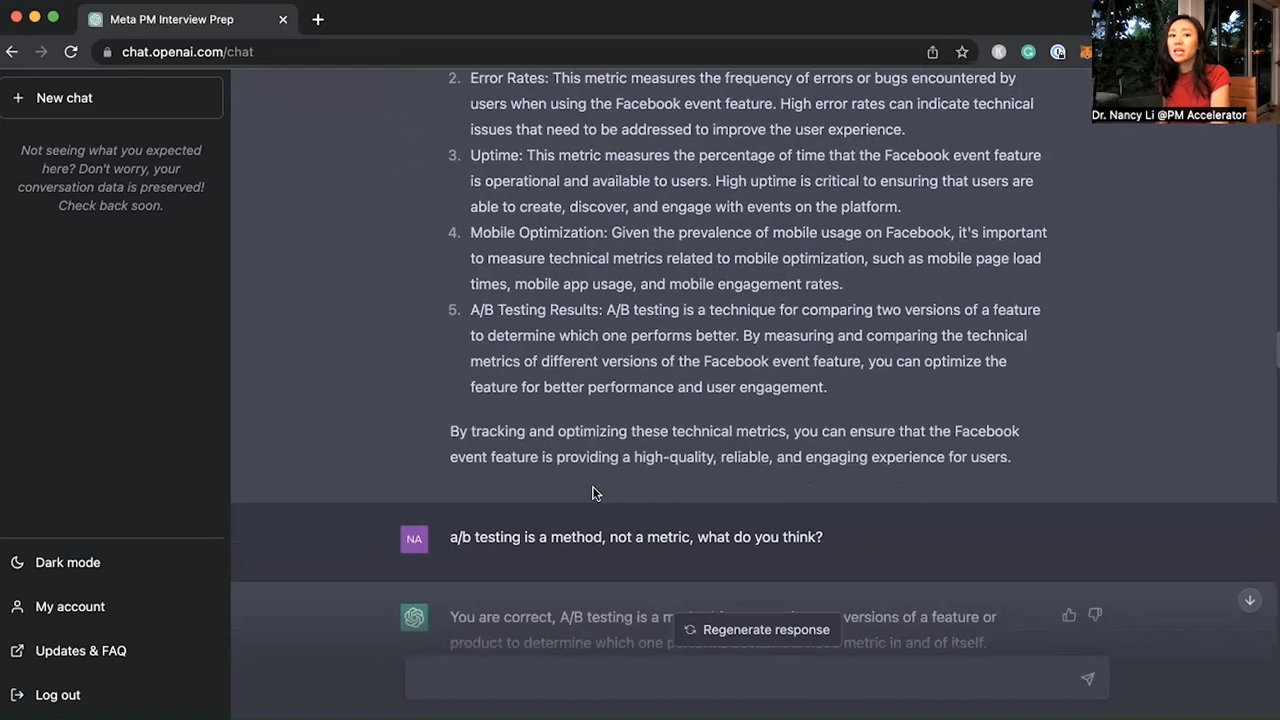 Meta PM Interview Prep
chat.openai.com/chat
Dr. Nancy Li @PM Accelerator
New chat
Not seeing what you expected
here? Don't worry, your
conversation data is preserved!
Check back soon.
2. Error Rates: This metric measures the frequency of errors or bugs encountered by
users when using the Facebook event feature. High error rates can indicate technical
issues that need to be addressed to improve the user experience.
3. Uptime: This metric measures the percentage of time that the Facebook event feature
is operational and available to users. High uptime is critical to ensuring that users are
able to create, discover, and engage with events on the platform.
4. Mobile Optimization: Given the prevalence of mobile usage on Facebook, it's important
to measure technical metrics related to mobile optimization, such as mobile page load
times, mobile app usage, and mobile engagement rates.
5. A/B Testing Results: A/B testing is a technique for comparing two versions of a feature
to determine which one performs better. By measuring and comparing the technical
metrics of different versions of the Facebook event feature, you can optimize the
feature for better performance and user engagement.
By tracking and optimizing these technical metrics, you can ensure that the Facebook
event feature is providing a high-quality, reliable, and engaging experience for users.
NA
a/b testing is a method, not a metric, what do you think?
You are correct, A/B testing is a versions of a feature or
product to determine which one metric in and of itself.
Regenerate response
Dark mode
My account
Updates & FAQ
Log out